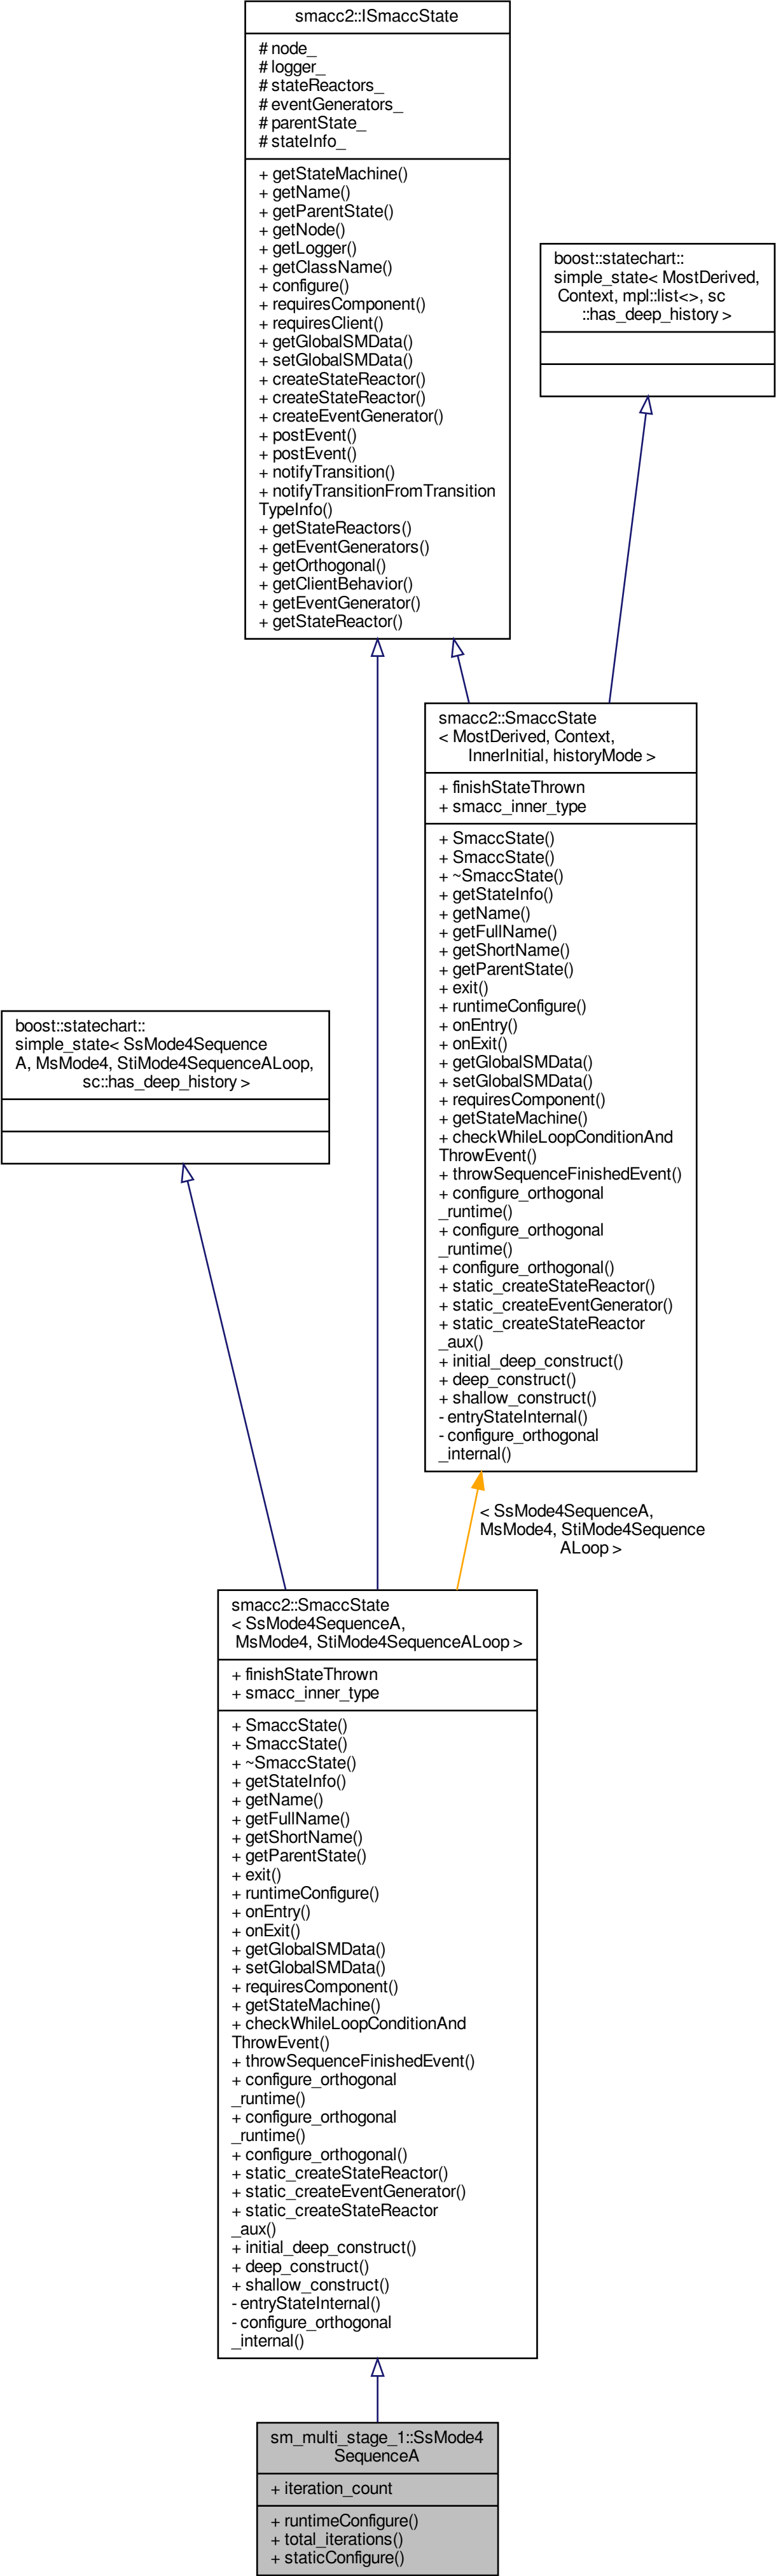 smacc2::ISmaccState
# node_
# logger_
# stateReactors_
# eventGenerators_
# parentState_
# stateInfo_
+ getStateMachine()
+ getName()
+ getParentState()
+ getNode()
+ getLogger()
+ getClassName()
+ configure()
+ requiresComponent()
+ requiresClient()
+ getGlobalSMData()
+ setGlobalSMData()
+ createStateReactor()
+ createStateReactor()
+ createEventGenerator()
+ postEvent()
+ postEvent()
+ notifyTransition()
+ notifyTransitionFromTransition
TypeInfo()
+ getStateReactors()
+ getEventGenerators()
+ getOrthogonal()
+ getClientBehavior()
+ getEventGenerator()
+ getStateReactor()
boost::statechart::
simple_state< MostDerived,
Context, mpl::list<>, sc
::has_deep_history >
smacc2::SmaccState
< MostDerived, Context,
InnerInitial, historyMode >
+ finishStateThrown
+ smacc_inner_type
+ SmaccState()
+ SmaccState()
+ ~SmaccState()
+ getStateInfo()
+ getName()
+ getFullName()
+ getShortName()
+ getParentState()
+ exit()
+ runtimeConfigure()
+ onEntry()
+ onExit()
+ getGlobalSMData()
+ setGlobalSMData()
+ requiresComponent()
+ getStateMachine()
+ checkWhileLoopConditionAnd
ThrowEvent()
+ throwSequenceFinishedEvent()
+ configure_orthogonal
_runtime()
+ configure_orthogonal
_runtime()
+ configure_orthogonal()
+ static_createStateReactor()
+ static_createEventGenerator()
+ static_createStateReactor
_aux()
+ initial_deep_construct()
+ deep_construct()
+ shallow_construct()
- entryStateInternal()
- configure_orthogonal
_internal()
boost::statechart::
simple_state< SsMode4Sequence
A, MsMode4, StiMode4SequenceALoop,
sc::has_deep_history >
< SsMode4SequenceA,
MsMode4, StiMode4Sequence
ALoop >
smacc2::SmaccState
< SsMode4SequenceA,
MsMode4, StiMode4SequenceALoop >
+ finishStateThrown
+ smacc_inner_type
+ SmaccState()
+ SmaccState()
+ ~SmaccState()
+ getStateInfo()
+ getName()
+ getFullName()
+ getShortName()
+ getParentState()
+ exit()
+ runtimeConfigure()
+ onEntry()
+ onExit()
+ getGlobalSMData()
+ setGlobalSMData()
+ requiresComponent()
+ getStateMachine()
+ checkWhileLoopConditionAnd
ThrowEvent()
+ throwSequenceFinishedEvent()
+ configure_orthogonal
_runtime()
+ configure_orthogonal
_runtime()
+ configure_orthogonal()
+ static_createStateReactor()
+ static_createEventGenerator()
+ static_createStateReactor
_aux()
+ initial_deep_construct()
+ deep_construct()
+ shallow_construct()
- entryStateInternal()
- configure_orthogonal
_internal()
sm_multi_stage_1::SsMode4
SequenceA
+ iteration_count
+ runtimeConfigure()
+ total_iterations()
+ staticConfigure()